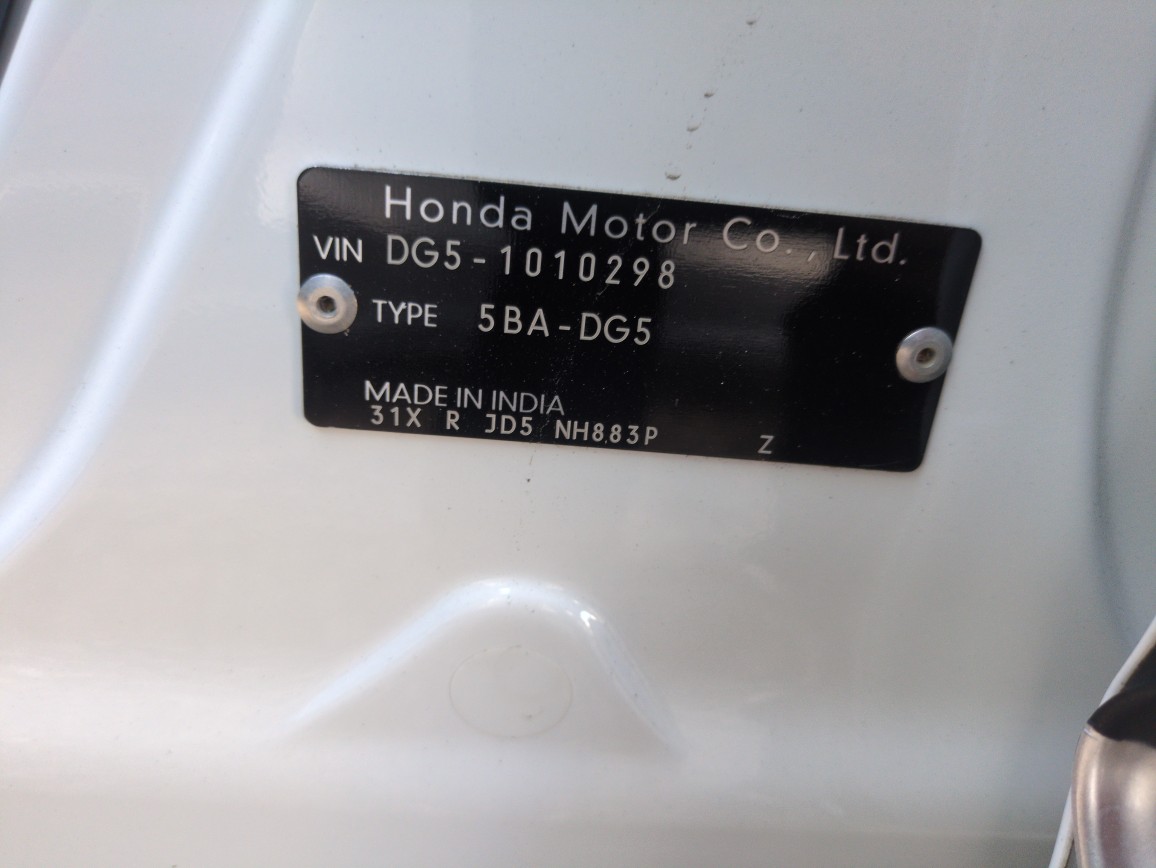 Honda Motor Co., Ltd.
VIN DG5-1010298
TYPE 5BA-DG5
MADE IN INDIA
31X R JD5 NH883P Z